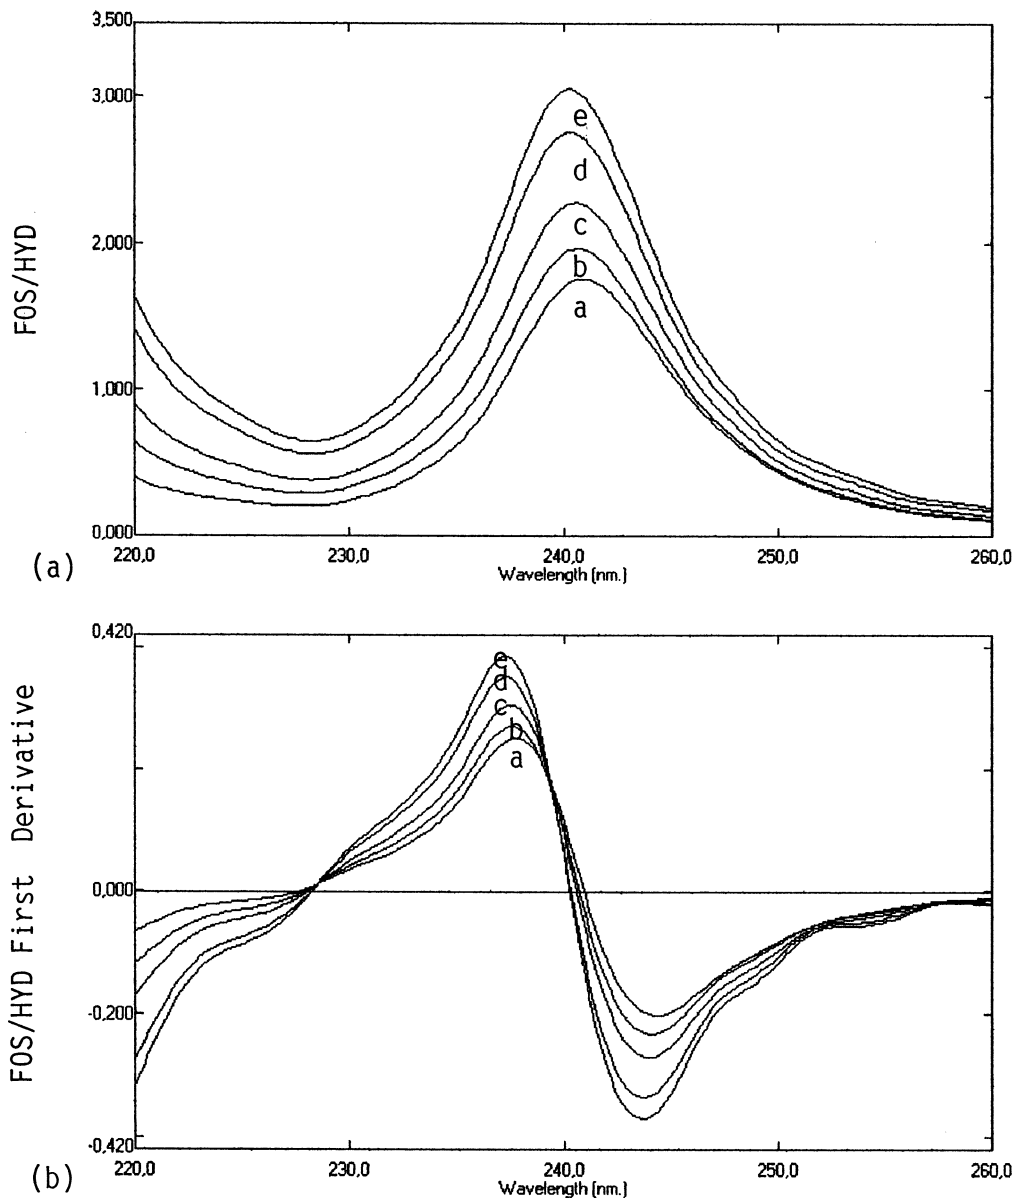 3,500
3,000
2,000
1,000
0,000
FOS/HYD
e
d
c
b
a
220,0 230,0 240,0 250,0 260,0
Wavelength (nm.)
(a)
0,420
0,000
-0,200
-0,420
FOS/HYD First Derivative
e
d
c
b
a
220,0 230,0 240,0 250,0 260,0
Wavelength (nm.)
(b)